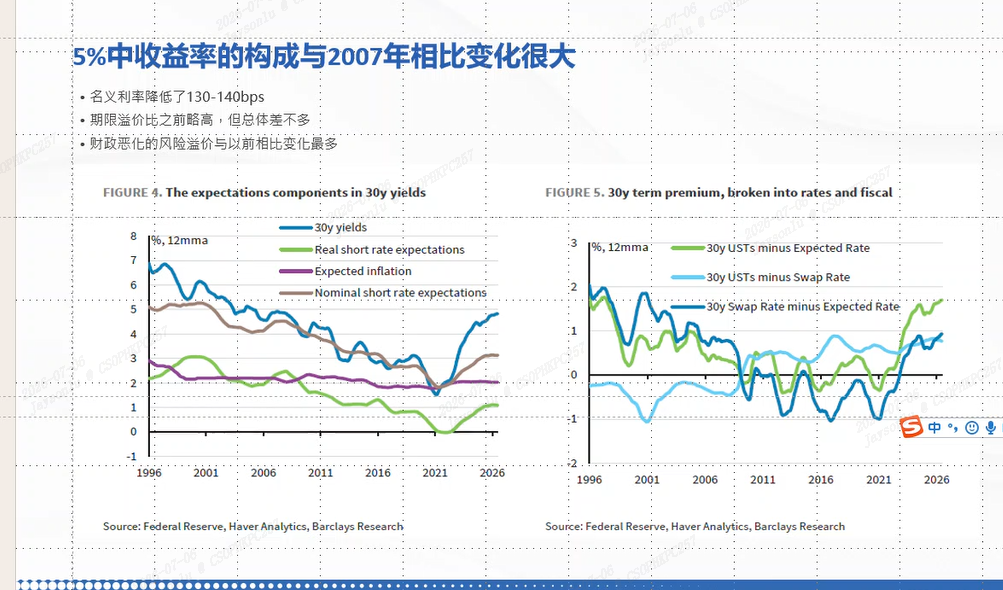 5%中收益率的构成与2007年相比变化很大
• 名义利率降低了130-140bps
• 期限溢价比之前略高，但总体差不多
• 财政恶化的风险溢价与以前相比变化最多
FIGURE 4. The expectations components in 30y yields
%, 12mma
30y yields
Real short rate expectations
Expected inflation
Nominal short rate expectations
8
7
6
5
4
3
2
1
0
-1
1996 2001 2006 2011 2016 2021 2026
Source: Federal Reserve, Haver Analytics, Barclays Research
FIGURE 5. 30y term premium, broken into rates and fiscal
%, 12mma
30y USTs minus Expected Rate
30y USTs minus Swap Rate
30y Swap Rate minus Expected Rate
3
2
1
0
-1
-2
1996 2001 2006 2011 2016 2021 2026
Source: Federal Reserve, Haver Analytics, Barclays Research
中